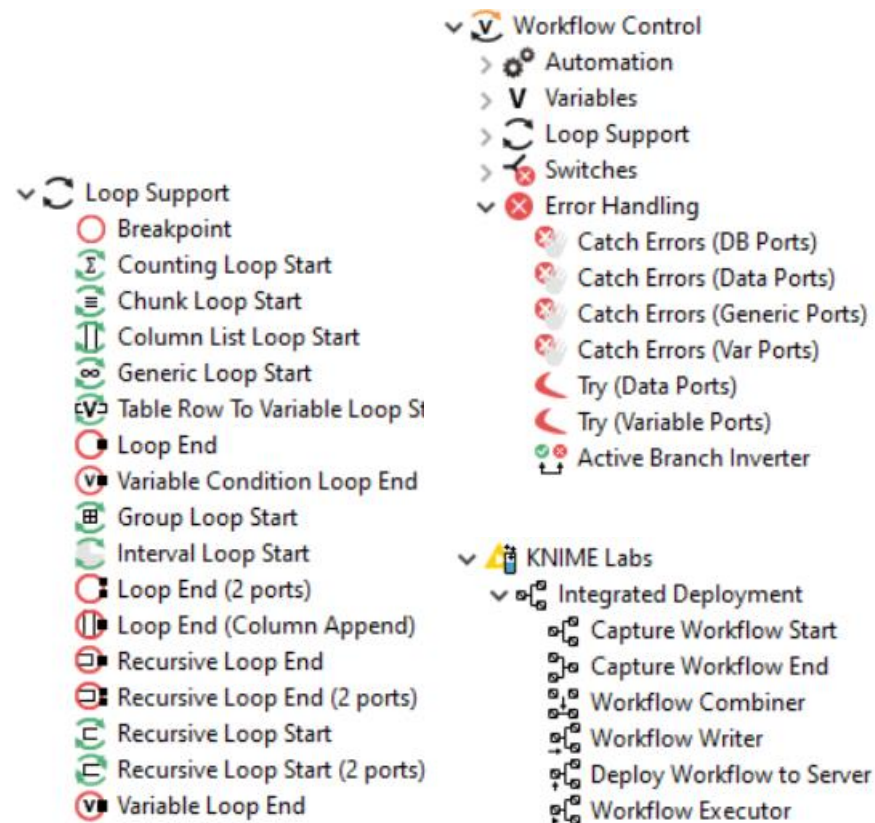 Loop Support
Breakpoint
Counting Loop Start
Chunk Loop Start
Column List Loop Start
Generic Loop Start
Table Row To Variable Loop
Loop End
Variable Condition Loop End
Group Loop Start
Interval Loop Start
Loop End (2 ports)
Loop End (Column Append)
Recursive Loop End
Recursive Loop End (2 ports)
Recursive Loop Start
Recursive Loop Start (2 ports)
Variable Loop End
Workflow Control
Automation
Variables
Loop Support
Switches
Error Handling
Catch Errors (DB Ports)
Catch Errors (Data Ports)
Catch Errors (Generic Ports)
Catch Errors (Var Ports)
Try (Data Ports)
Try (Variable Ports)
Active Branch Inverter
KNIME Labs
Integrated Deployment
Capture Workflow Start
Capture Workflow End
Workflow Combiner
Workflow Writer
Deploy Workflow to Server
Workflow Executor